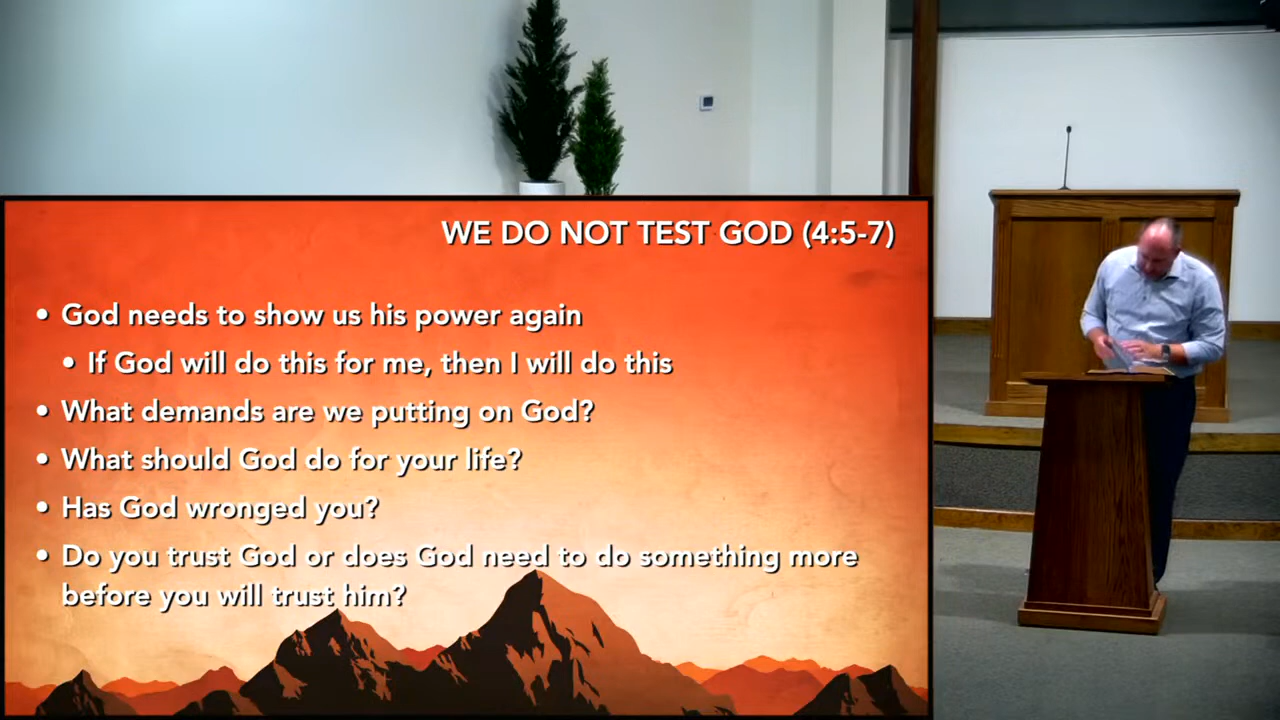 WE DO NOT TEST GOD (4:5-7)
• God needs to show us his power again
• If God will do this for me, then I will do this
• What demands are we putting on God?
• What should God do for your life?
• Has God wronged you?
• Do you trust God or does God need to do something more
before you will trust him?